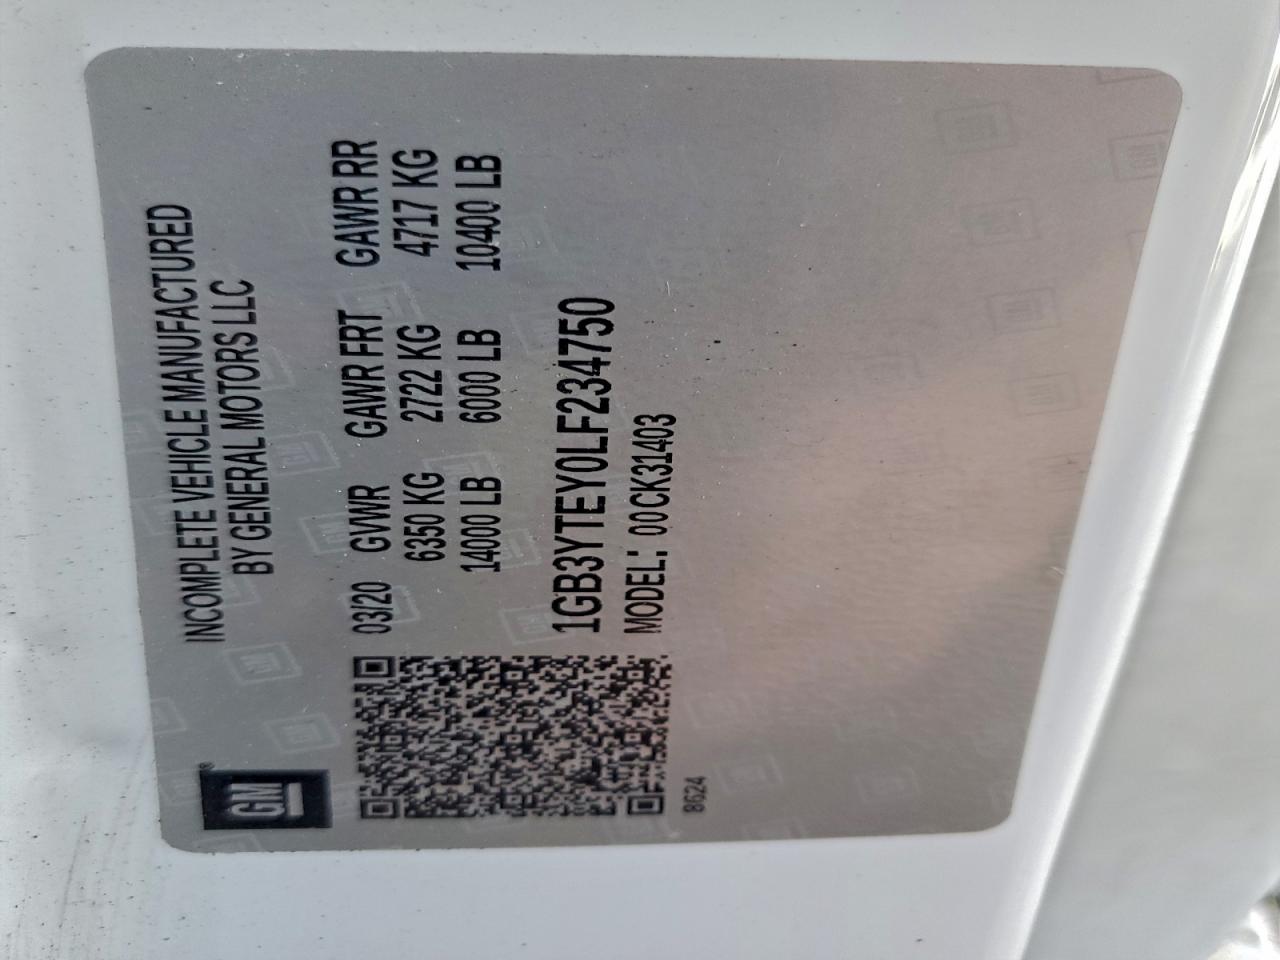 GM
INCOMPLETE VEHICLE MANUFACTURED
BY GENERAL MOTORS LLC
03/20 GVWR GAWR FRT GAWR RR
6350 KG 2722 KG 4717 KG
14000 LB 6000 LB 10400 LB
1GB3YTEY0LF234750
MODEL: 00CK31403
8624